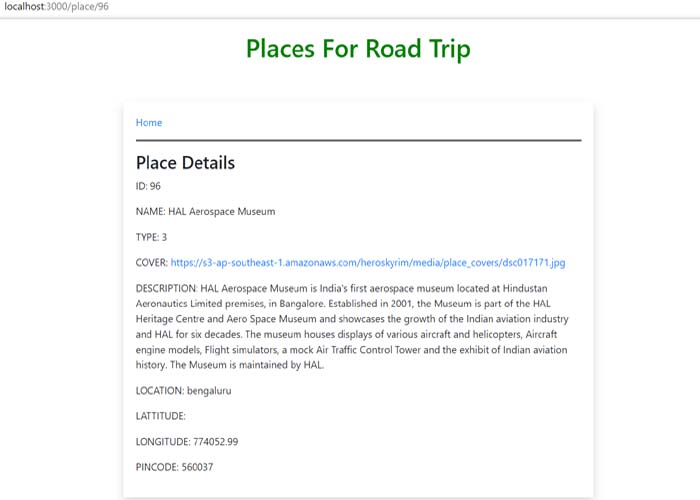 localhost:3000/place/96
Places For Road Trip
Home
Place Details
ID: 96
NAME: HAL Aerospace Museum
TYPE: 3
COVER: https://s3-ap-southeast-1.amazonaws.com/heroskyrim/media/place_covers/dsc017171.jpg
DESCRIPTION: HAL Aerospace Museum is India's first aerospace museum located at Hindustan
Aeronautics Limited premises, in Bangalore. Established in 2001, the Museum is part of the HAL
Heritage Centre and Aero Space Museum and showcases the growth of the Indian aviation industry
and HAL for six decades. The museum houses displays of various aircraft and helicopters, Aircraft
engine models, Flight simulators, a mock Air Traffic Control Tower and the exhibit of Indian aviation
history. The Museum is maintained by HAL.
LOCATION: bengaluru
LATTITUDE:
LONGITUDE: 774052.99
PINCODE: 560037